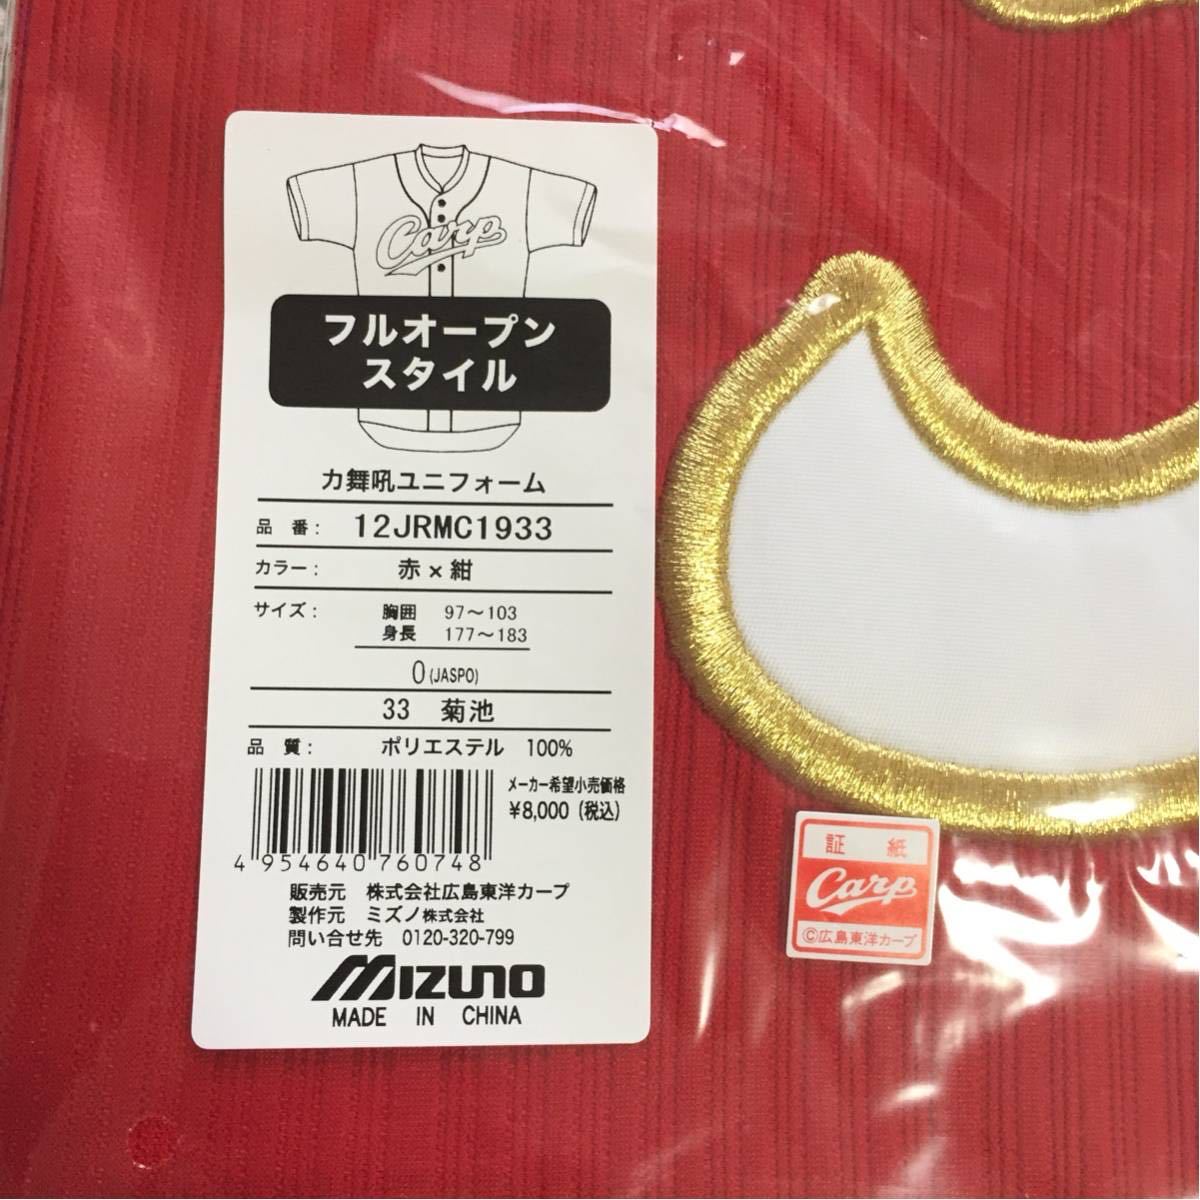 Carp
フルオープン
スタイル
力舞吼ユニフォーム
品 番: 12JRMC1933
カラー: 赤×紺
サイズ: 胸囲 97～103
身長 177～183
O(JASPO)
33 菊池
品 質: ポリエステル 100%
メーカー希望小売価格
¥8,000(税込)
4954640760748
販売元 株式会社広島東洋カープ
製作元 ミズノ株式会社
問い合せ先 0120-320-799
MIZUNO
MADE IN CHINA
証 紙
Carp
©広島東洋カープ